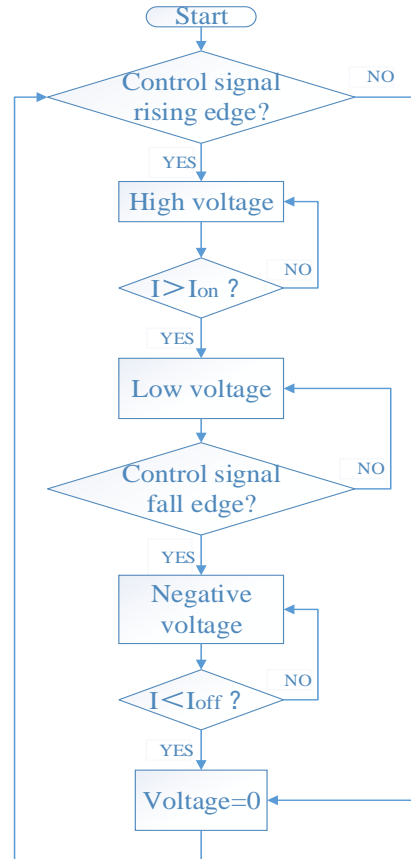 Start
Control signal
rising edge?
NO
YES
High voltage
NO
I>Ion ?
YES
Low voltage
NO
Control signal
fall edge?
YES
Negative
voltage
NO
I<Ioff ?
YES
Voltage=0